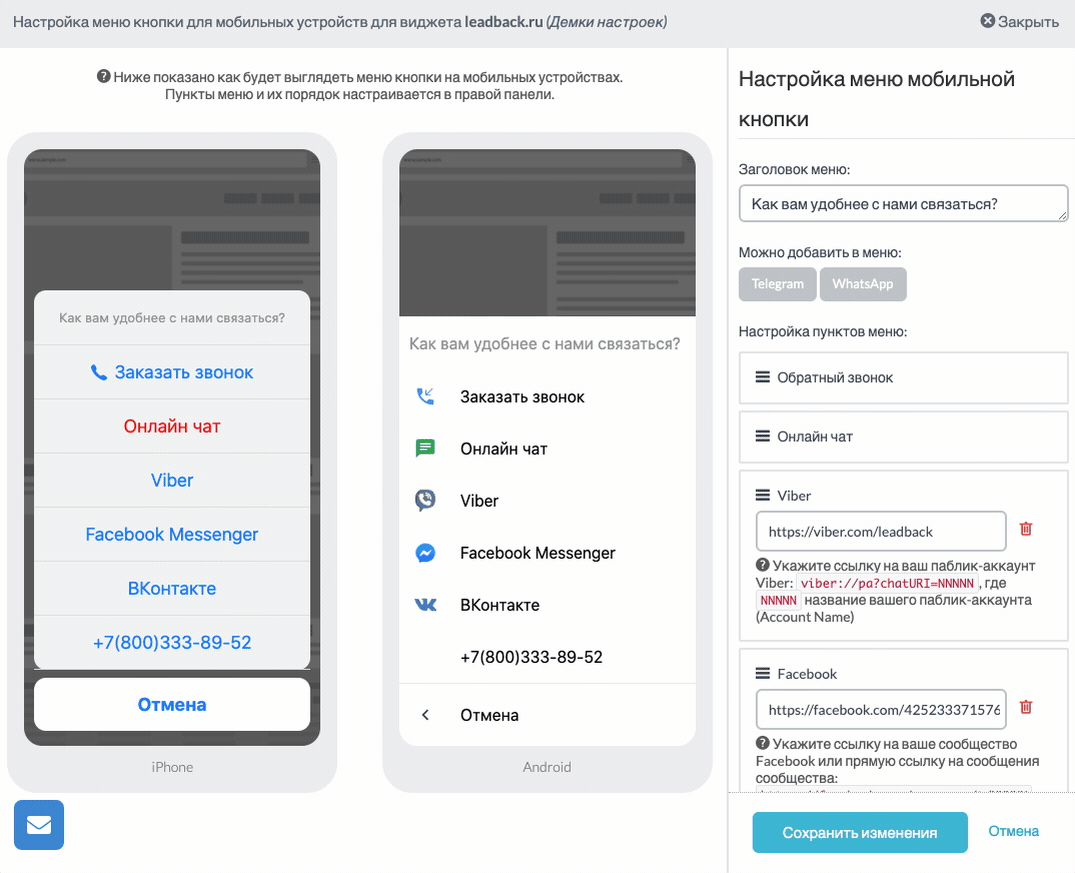 Настройка меню кнопки для мобильных устройств для виджета leadback.ru (Демки настроек)
Закрыть
Ниже показано как будет выглядеть меню кнопки на мобильных устройствах.
Пункты меню и их порядок настраивается в правой панели.
Как вам удобнее с нами связаться?
Заказать звонок
Онлайн чат
Viber
Facebook Messenger
ВКонтакте
+7(800)333-89-52
Отмена
iPhone
Как вам удобнее с нами связаться?
Заказать звонок
Онлайн чат
Viber
Facebook Messenger
ВКонтакте
+7(800)333-89-52
Отмена
Android
Настройка меню мобильной
кнопки
Заголовок меню:
Как вам удобнее с нами связаться?
Можно добавить в меню:
Telegram WhatsApp
Настройка пунктов меню:
Обратный звонок
Онлайн чат
Viber
https://viber.com/leadback
Укажите ссылку на ваш паблик-аккаунт
Viber: viber://pa?chatURI=NNNNN, где
NNNNN название вашего паблик-аккаунта
(Account Name)
Facebook
https://facebook.com/425233371576
Укажите ссылку на ваше сообщество
Facebook или прямую ссылку на сообщения
сообщества:
Сохранить изменения
Отмена